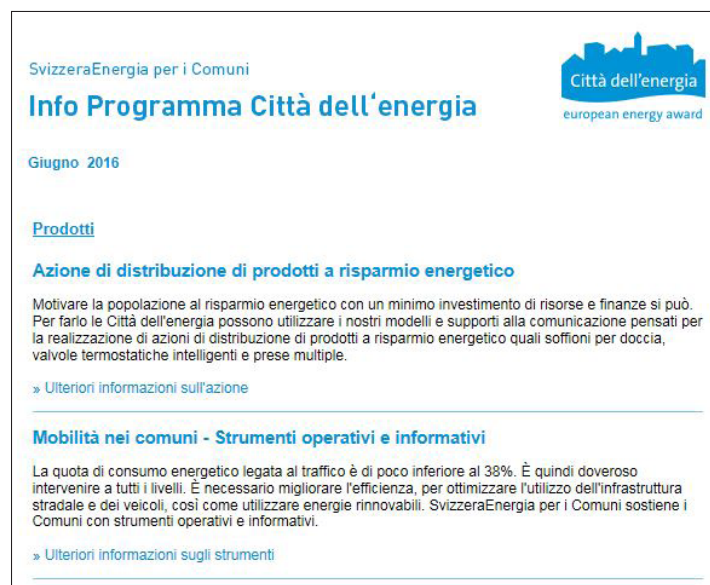 SvizzeraEnergia per i Comuni
Info Programma Città dell'energia
Città dell'energia
european energy award
Giugno 2016
Prodotti
Azione di distribuzione di prodotti a risparmio energetico
Motivare la popolazione al risparmio energetico con un minimo investimento di risorse e finanze si può.
Per farlo le Città dell'energia possono utilizzare i nostri modelli e supporti alla comunicazione pensati per
la realizzazione di azioni di distribuzione di prodotti a risparmio energetico quali soffioni per doccia,
valvole termostatiche intelligenti e prese multiple.
» Ulteriori informazioni sull'azione
Mobilità nei comuni - Strumenti operativi e informativi
La quota di consumo energetico legata al traffico è di poco inferiore al 38%. È quindi doveroso
intervenire a tutti i livelli. È necessario migliorare l'efficienza, per ottimizzare l'utilizzo dell'infrastruttura
stradale e dei veicoli, così come utilizzare energie rinnovabili. SvizzeraEnergia per i Comuni sostiene i
Comuni con strumenti operativi e informativi.
» Ulteriori informazioni sugli strumenti